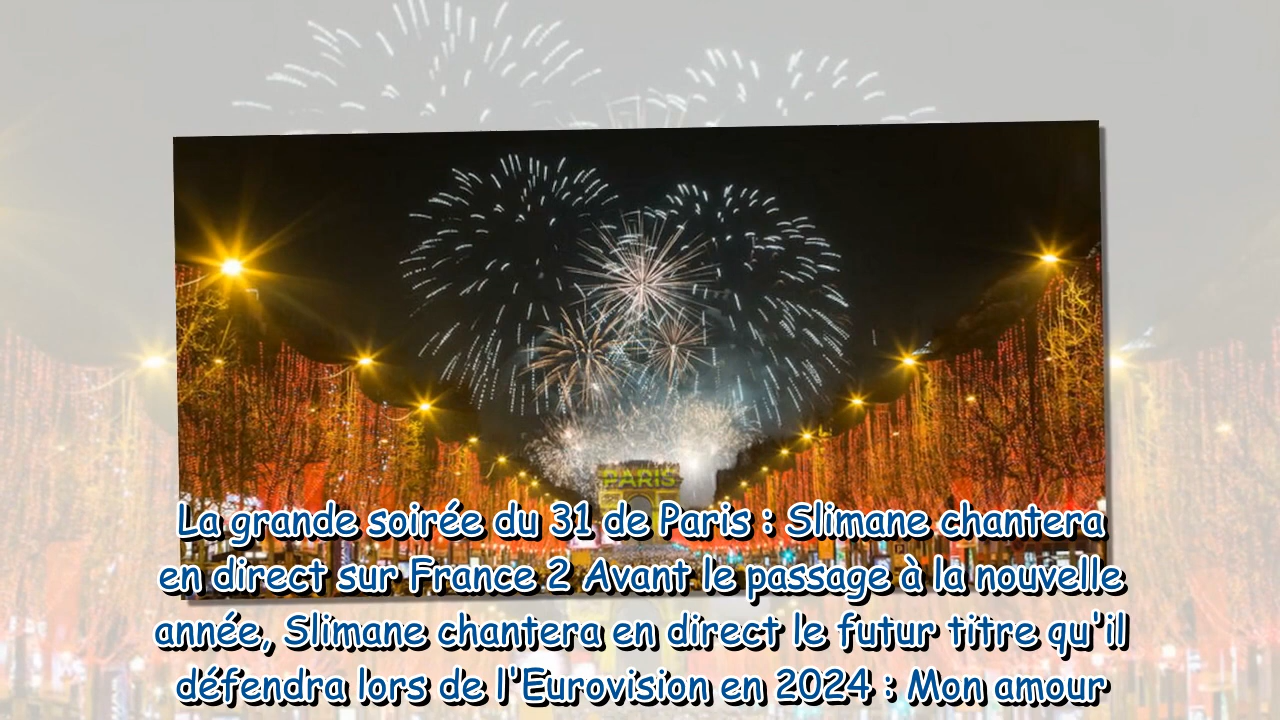 PARIS
La grande soirée du 31 de Paris : Slimane chantera
en direct sur France 2 Avant le passage à la nouvelle
année, Slimane chantera en direct le futur titre qu'il
défendra lors de l'Eurovision en 2024 : Mon amour